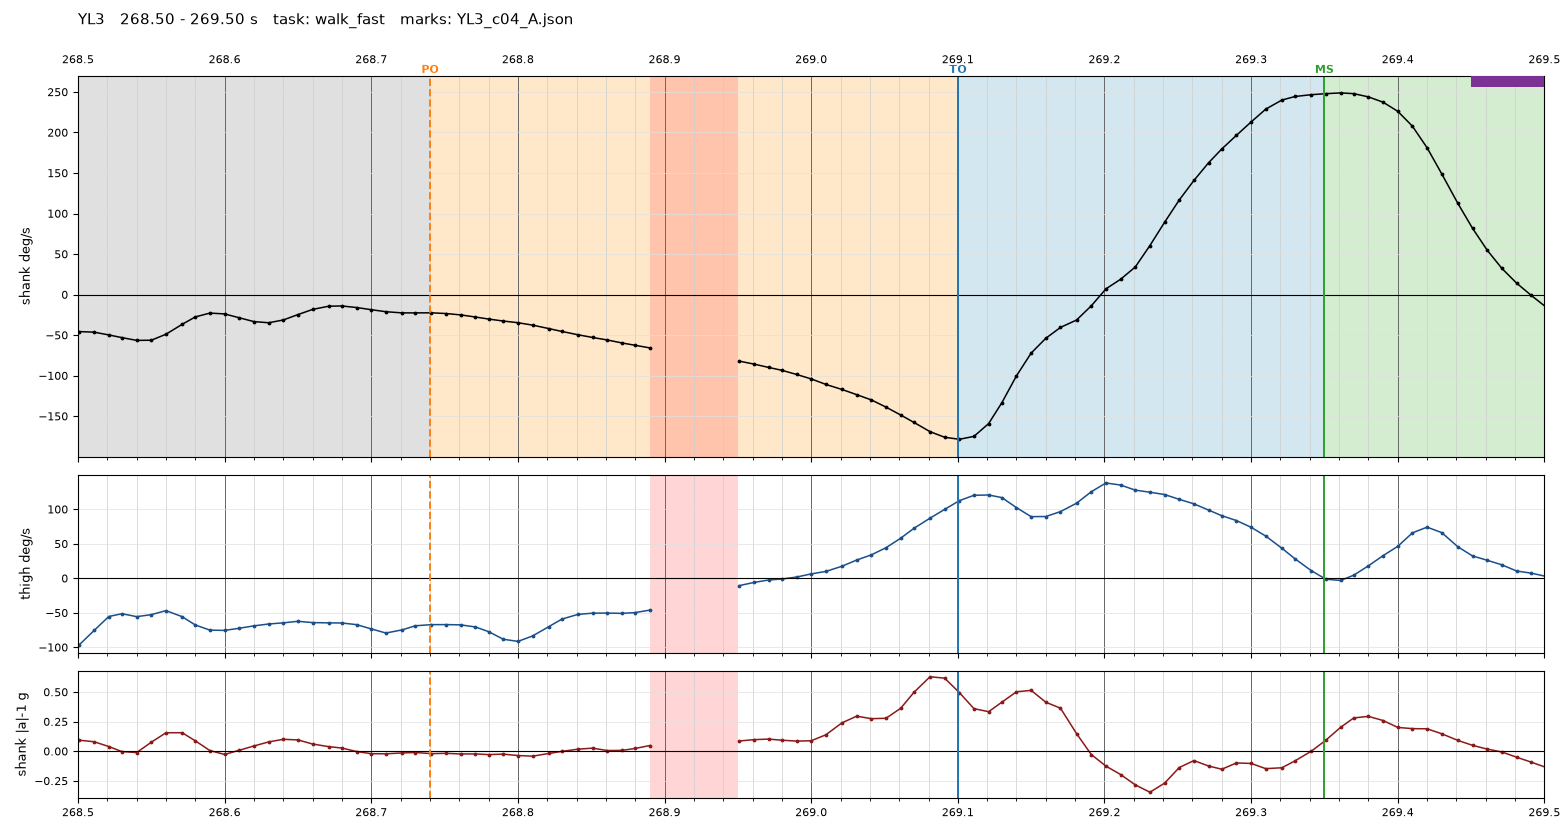 YL3   268.50 - 269.50 s   task: walk_fast   marks: YL3_c04_A.json
268.5 268.6 268.7 268.8 268.9 269.0 269.1 269.2 269.3 269.4 269.5
PO TO MS
shank deg/s
250
200
150
100
50
0
−50
−100
−150
thigh deg/s
100
50
0
−50
−100
shank |a|-1 g
0.50
0.25
0.00
−0.25
268.5 268.6 268.7 268.8 268.9 269.0 269.1 269.2 269.3 269.4 269.5